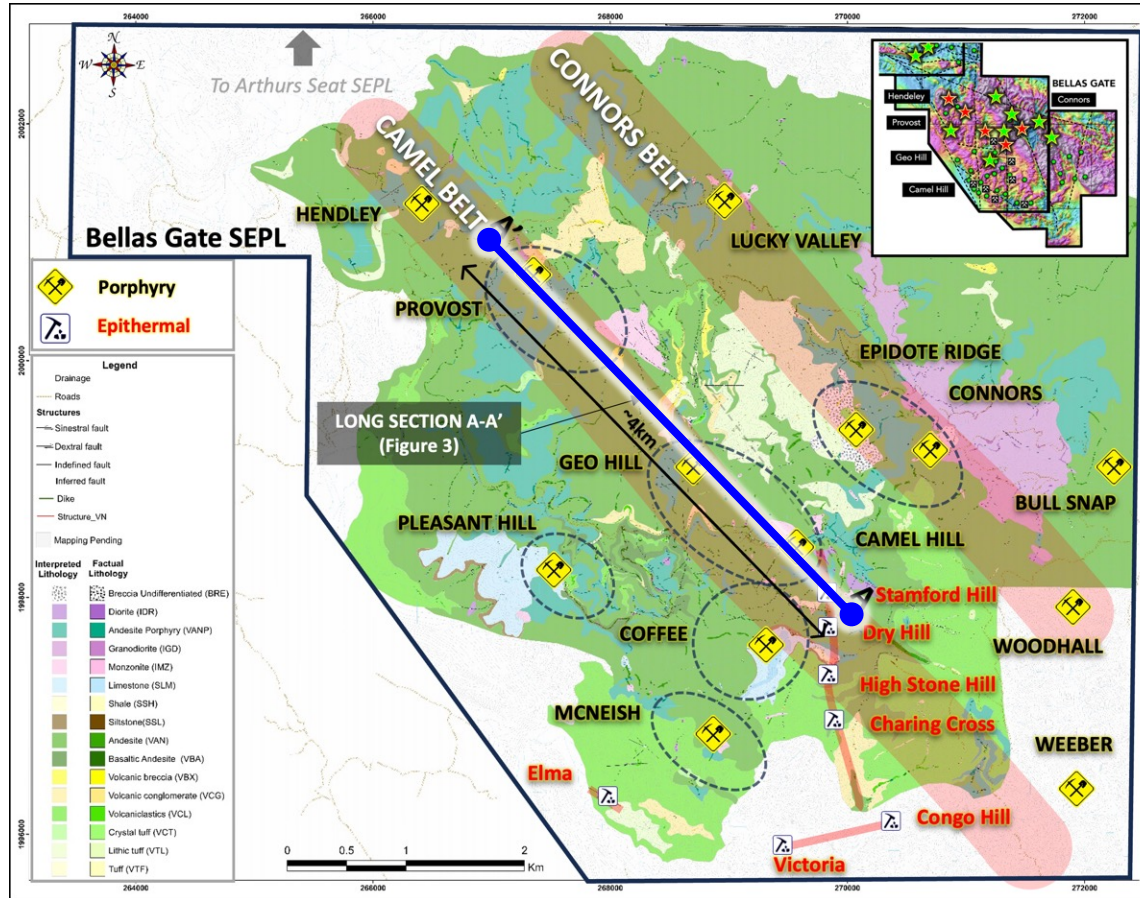 264000
266000
268000
270000
272000
N
W
E
S
To Arthurs Seat SEPL
CONNORS BELT
CAMEL BELT
BELLAS GATE
Hendeley
Connors
Provost
Geo Hill
Camel Hill
2002000
2000000
1998000
1996000
HENDLEY
A'
LUCKY VALLEY
Bellas Gate SEPL
Porphyry
Epithermal
PROVOST
EPIDOTE RIDGE
CONNORS
LONG SECTION A-A'
(Figure 3)
~4km
GEO HILL
BULL SNAP
PLEASANT HILL
CAMEL HILL
A
Stamford Hill
COFFEE
Dry Hill
WOODHALL
High Stone Hill
MCNEISH
Charing Cross
WEEBER
Elma
Congo Hill
Victoria
Legend
Drainage
Roads
Structures
Sinestral fault
Dextral fault
Indefined fault
Inferred fault
Dike
Structure_VN
Mapping Pending
Interpreted Lithology
Factual Lithology
Breccia Undifferentiated (BRE)
Diorite (IDR)
Andesite Porphyry (VANP)
Granodiorite (IGD)
Monzonite (IMZ)
Limestone (SLM)
Shale (SSH)
Siltstone(SSL)
Andesite (VAN)
Basaltic Andesite (VBA)
Volcanic breccia (VBX)
Volcanic conglomerate (VCG)
Volcaniclastics (VCL)
Crystal tuff (VCT)
Lithic tuff (VTL)
Tuff (VTF)
0 0.5 1 2
Km
264000
266000
268000
270000
272000